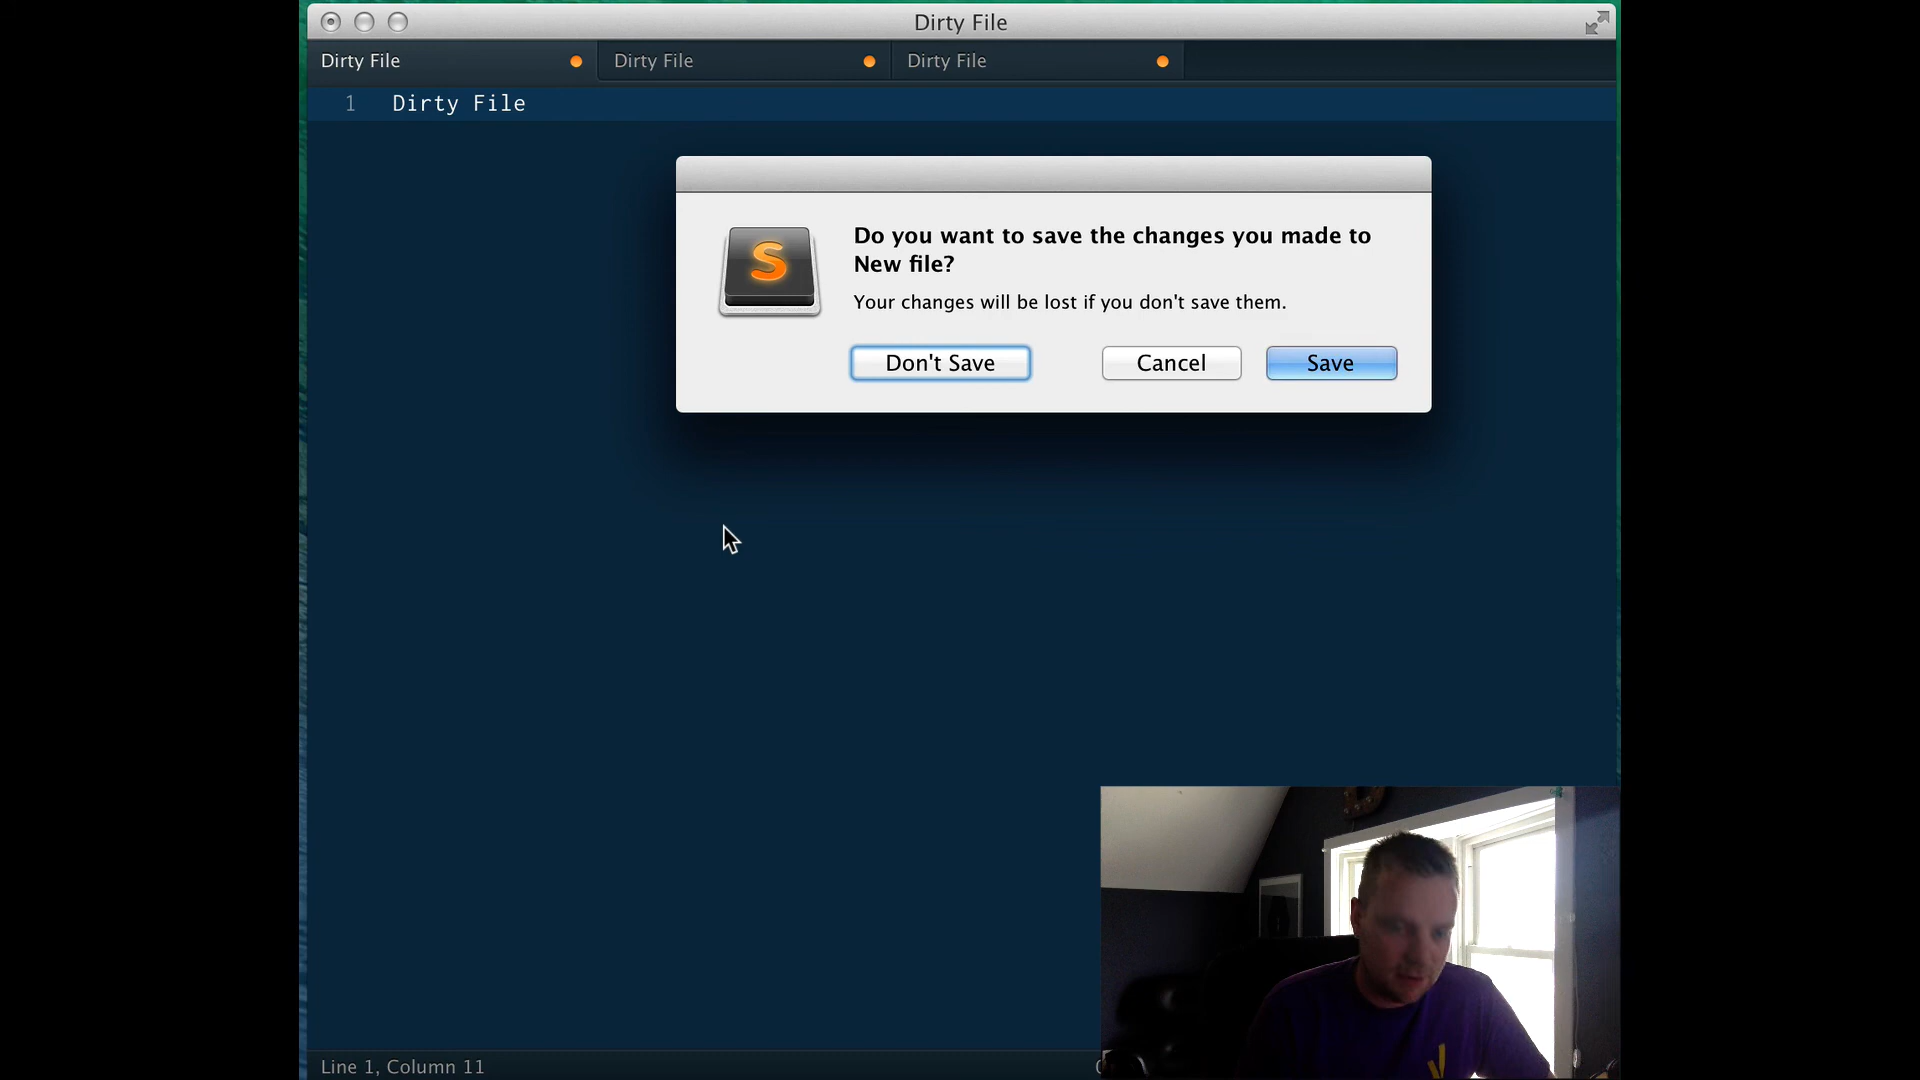 Dirty File
Dirty File
Dirty File
Dirty File
1 Dirty File
S
Do you want to save the changes you made to
New file?
Your changes will be lost if you don't save them.
Don't Save
Cancel
Save
Line 1, Column 11